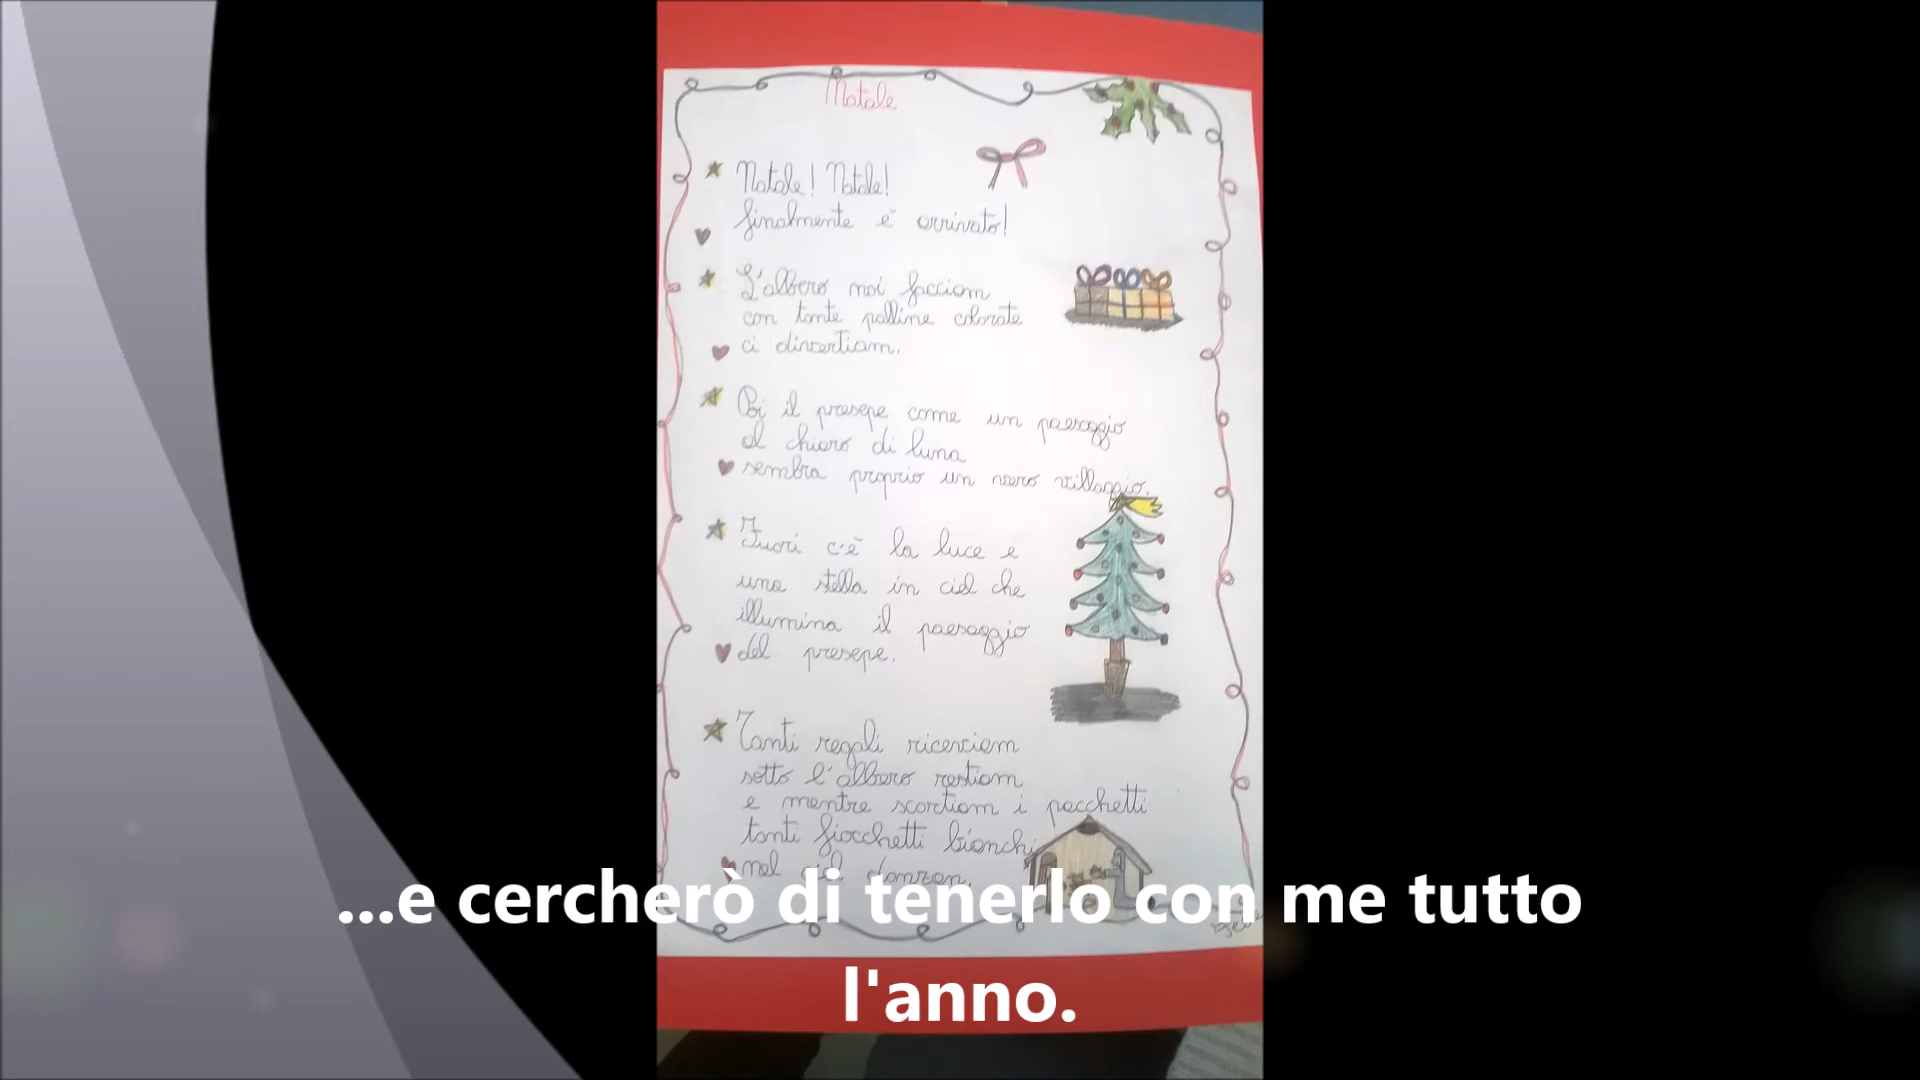 Natale
Natale! Natale!
finalmente è arrivato!
L'albero noi facciam
con tante palline colorate
ci divertiam.
Poi il presepe come un paesaggio
al chiaro di luna
sembra proprio un vero villaggio.
Fuori c'è la luce e
una stella in ciel che
illumina il paesaggio
del presepe.
Tanti regali riceviam
sotto l'albero restiam
e mentre scartiam i pacchetti
tanti fiocchetti bianchi
nel ciel danzan.
...e cercherò di tenerlo con me tutto
l'anno.